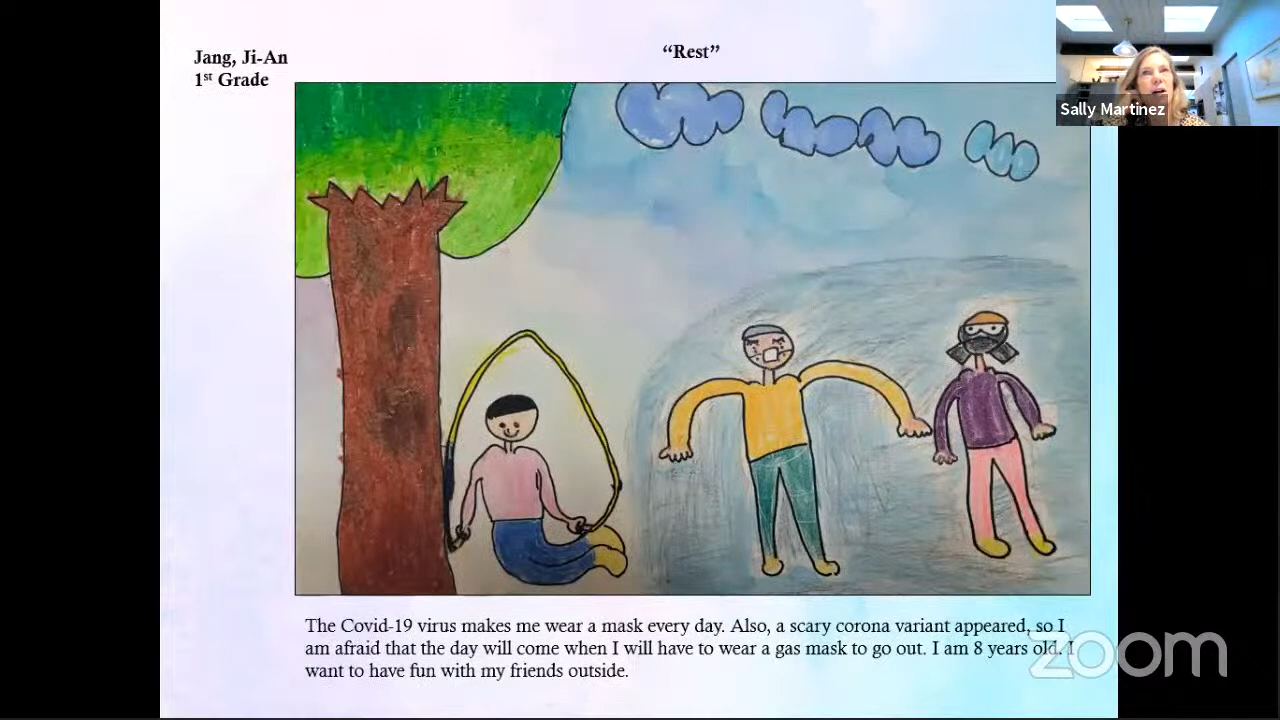 Jang, Ji-An
1st Grade
“Rest”
Sally Martinez
The Covid-19 virus makes me wear a mask every day. Also, a scary corona variant appeared, so I
am afraid that the day will come when I will have to wear a gas mask to go out. I am 8 years old. I
want to have fun with my friends outside.
zoom